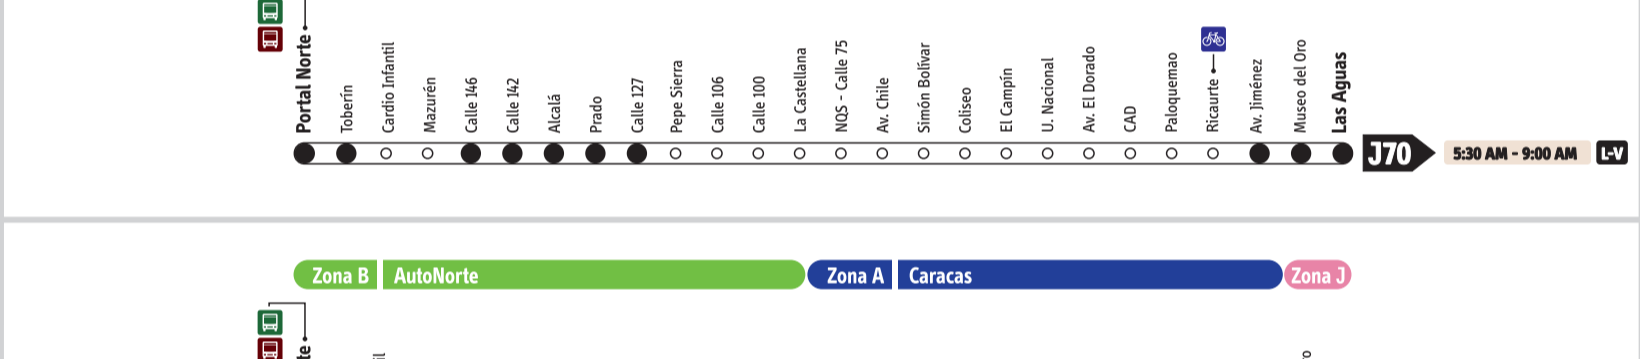 Portal Norte
Toberín
Cardio Infantil
Mazurén
Calle 146
Calle 142
Alcalá
Prado
Calle 127
Pepe Sierra
Calle 106
Calle 100
La Castellana
NQS - Calle 75
Av. Chile
Simón Bolívar
Coliseo
El Campín
U. Nacional
Av. El Dorado
CAD
Paloquemao
Ricaurte
Av. Jiménez
Museo del Oro
Las Aguas
J70
5:30 AM - 9:00 AM
L-V
Zona B AutoNorte
Zona A Caracas
Zona J